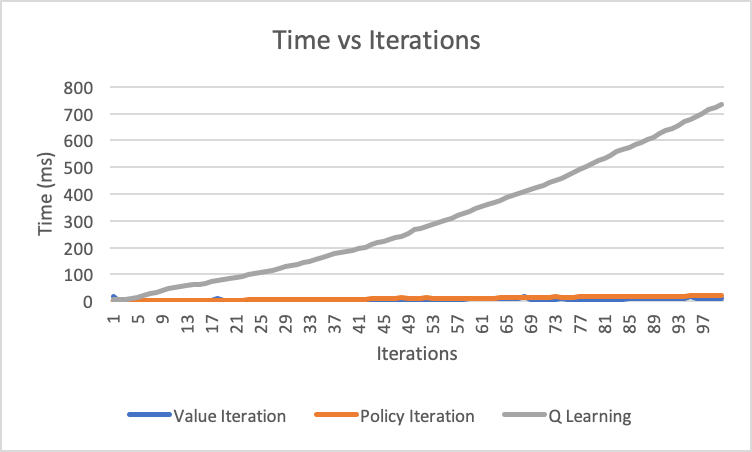 Time vs Iterations
800
700
600
500
400
300
200
100
0
Time (ms)
1 5 9 13 17 21 25 29 33 37 41 45 49 53 57 61 65 69 73 77 81 85 89 93 97
Iterations
Value Iteration Policy Iteration Q Learning